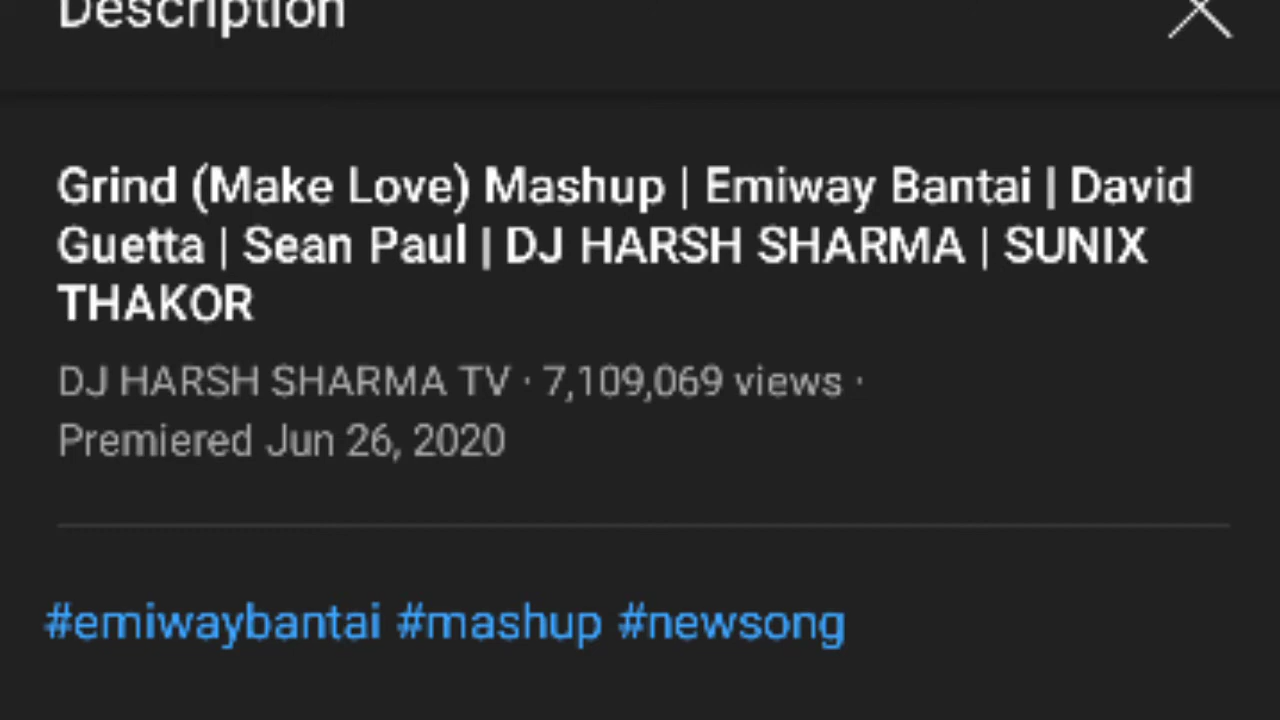 Description
Grind (Make Love) Mashup | Emiway Bantai | David
Guetta | Sean Paul | DJ HARSH SHARMA | SUNIX
THAKOR
DJ HARSH SHARMA TV · 7,109,069 views ·
Premiered Jun 26, 2020
#emiwaybantai #mashup #newsong